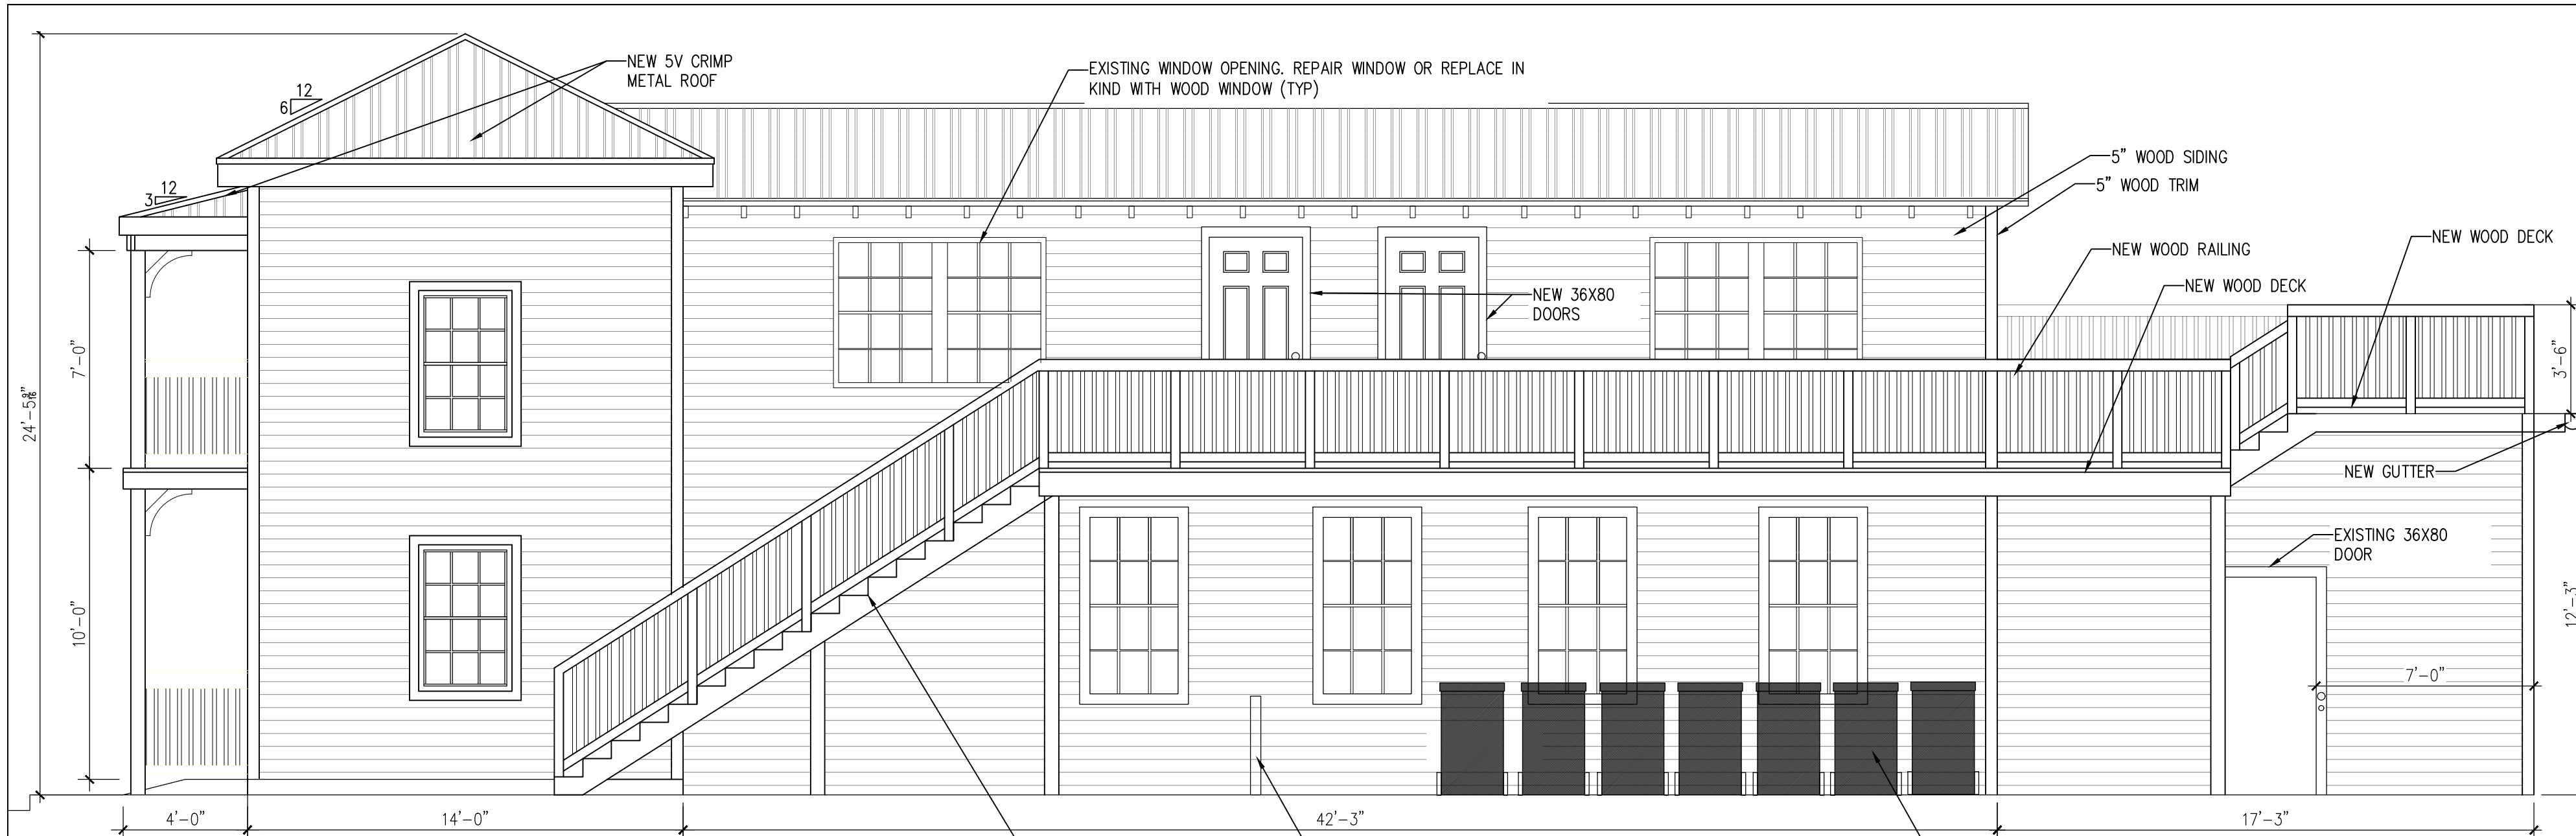 NEW 5V CRIMP
METAL ROOF
EXISTING WINDOW OPENING. REPAIR WINDOW OR REPLACE IN
KIND WITH WOOD WINDOW (TYP)
12
6
12
3
5” WOOD SIDING
5” WOOD TRIM
NEW WOOD RAILING
NEW WOOD DECK
NEW WOOD DECK
NEW 36X80
DOORS
7’-0”
24’-5 9/16”
10’-0”
3’-6”
NEW GUTTER
EXISTING 36X80
DOOR
12’-3”
7’-0”
4’-0”
14’-0”
42’-3”
17’-3”